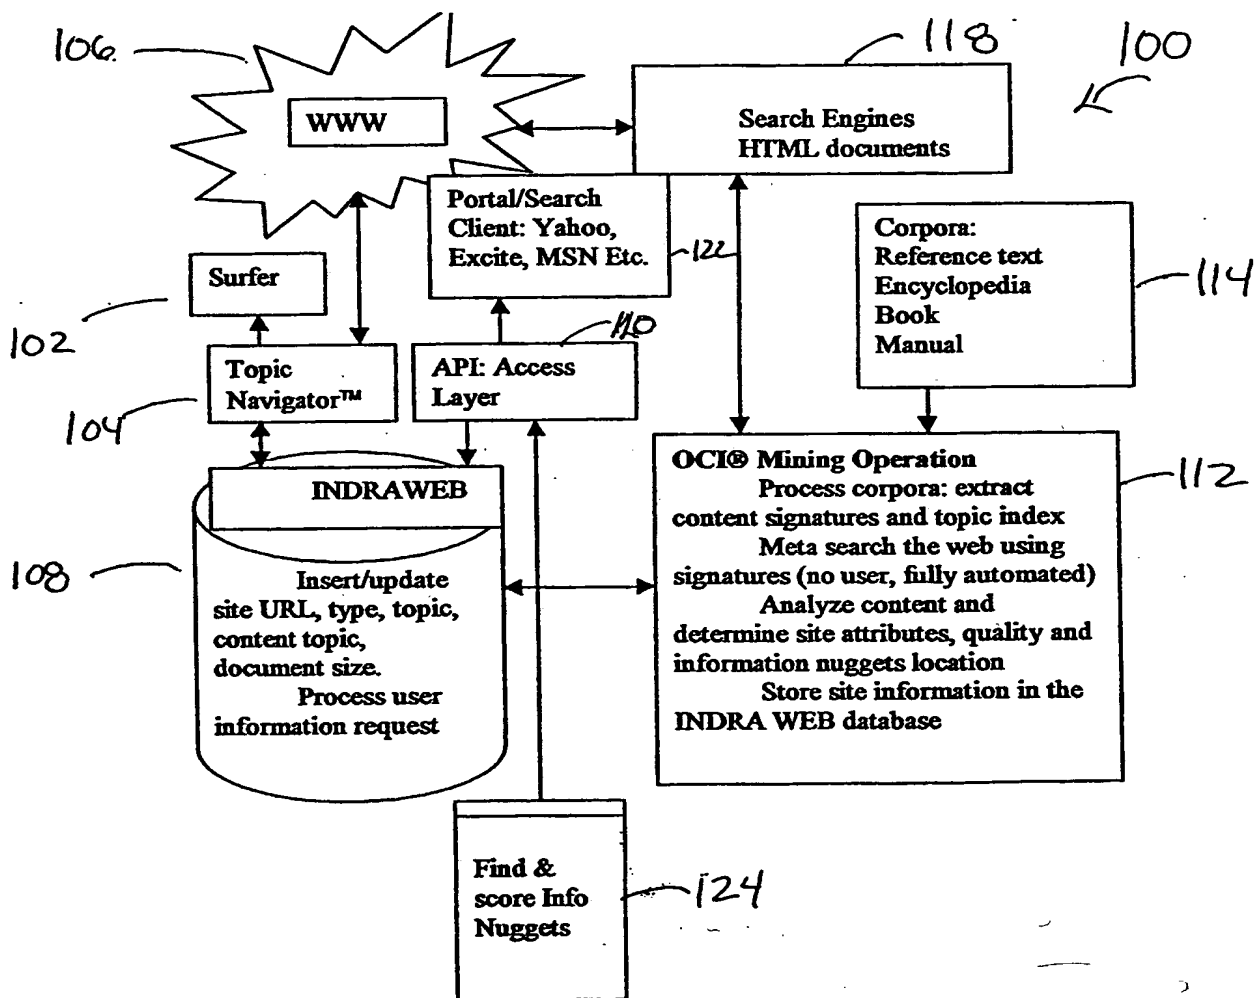 106.
118
100
WWW
Search Engines
HTML documents
Portal/Search
Client: Yahoo,
Excite, MSN Etc.
122
Corpora:
Reference text
Encyclopedia
Book
Manual
114
Surfer
102
Topic
Navigator™
104
API: Access
Layer
INDRAWEB
108
Insert/update
site URL, type, topic,
content topic,
document size.
Process user
information request
OCI® Mining Operation
Process corpora: extract
content signatures and topic index
Meta search the web using
signatures (no user, fully automated)
Analyze content and
determine site attributes, quality and
information nuggets location
Store site information in the
INDRA WEB database
112
Find &
score Info
Nuggets
124